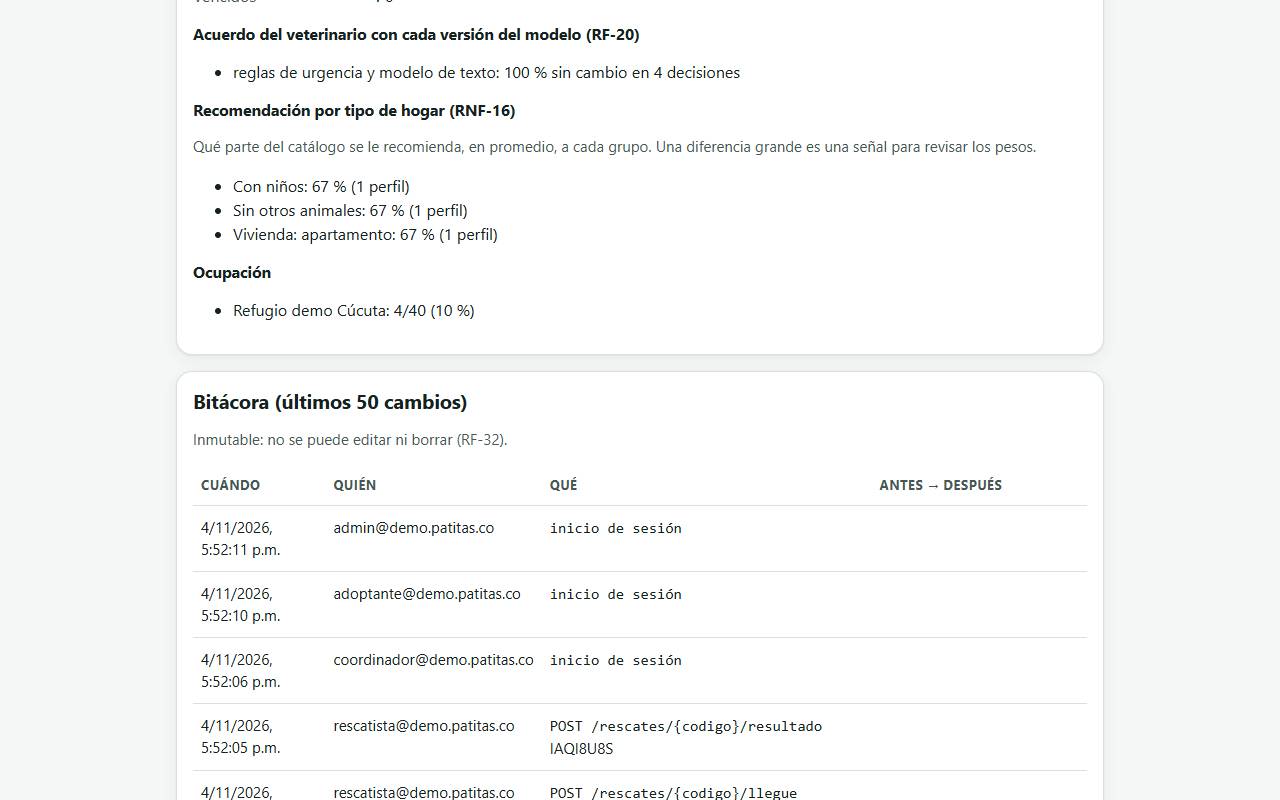 Acuerdo del veterinario con cada versión del modelo (RF-20)
• reglas de urgencia y modelo de texto: 100 % sin cambio en 4 decisiones
Recomendación por tipo de hogar (RNF-16)
Qué parte del catálogo se le recomienda, en promedio, a cada grupo. Una diferencia grande es una señal para revisar los pesos.
• Con niños: 67 % (1 perfil)
• Sin otros animales: 67 % (1 perfil)
• Vivienda: apartamento: 67 % (1 perfil)
Ocupación
• Refugio demo Cúcuta: 4/40 (10 %)
Bitácora (últimos 50 cambios)
Inmutable: no se puede editar ni borrar (RF-32).
CUÁNDO QUIÉN QUÉ ANTES → DESPUÉS
4/11/2026, admin@demo.patitas.co inicio de sesión
5:52:11 p.m.
4/11/2026, adoptante@demo.patitas.co inicio de sesión
5:52:10 p.m.
4/11/2026, coordinador@demo.patitas.co inicio de sesión
5:52:06 p.m.
4/11/2026, rescatista@demo.patitas.co POST /rescates/{codigo}/resultado
5:52:05 p.m. IAQI8U8S
4/11/2026, rescatista@demo.patitas.co POST /rescates/{codigo}/llegue